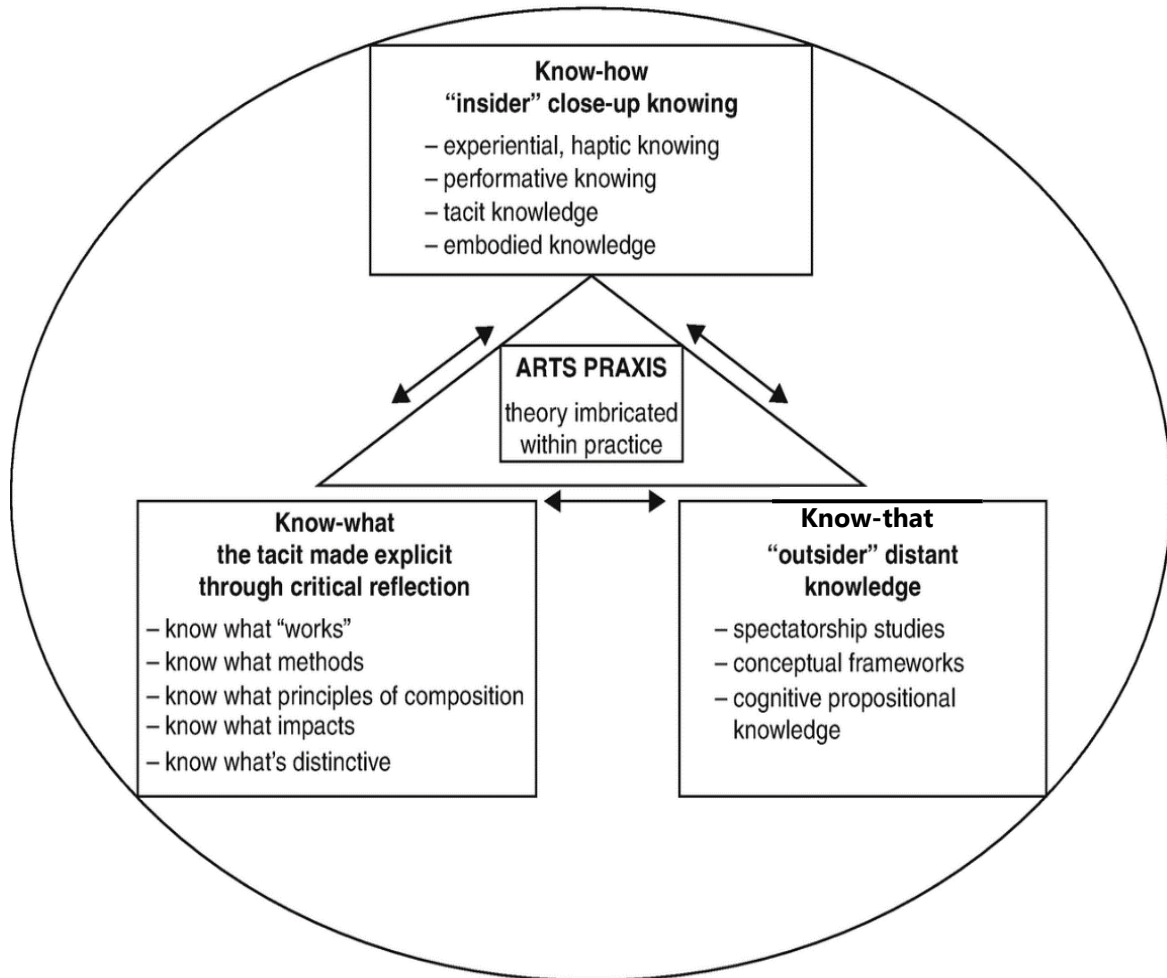 Know-how
“insider” close-up knowing
– experiential, haptic knowing
– performative knowing
– tacit knowledge
– embodied knowledge
ARTS PRAXIS
theory imbricated
within practice
Know-what
the tacit made explicit
through critical reflection
– know what “works”
– know what methods
– know what principles of composition
– know what impacts
– know what’s distinctive
Know-that
“outsider” distant
knowledge
– spectatorship studies
– conceptual frameworks
– cognitive propositional
knowledge